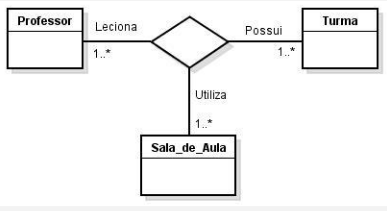 Professor
Leciona
1..*
Possui
1..*
Turma
Utiliza
1..*
Sala_de_Aula